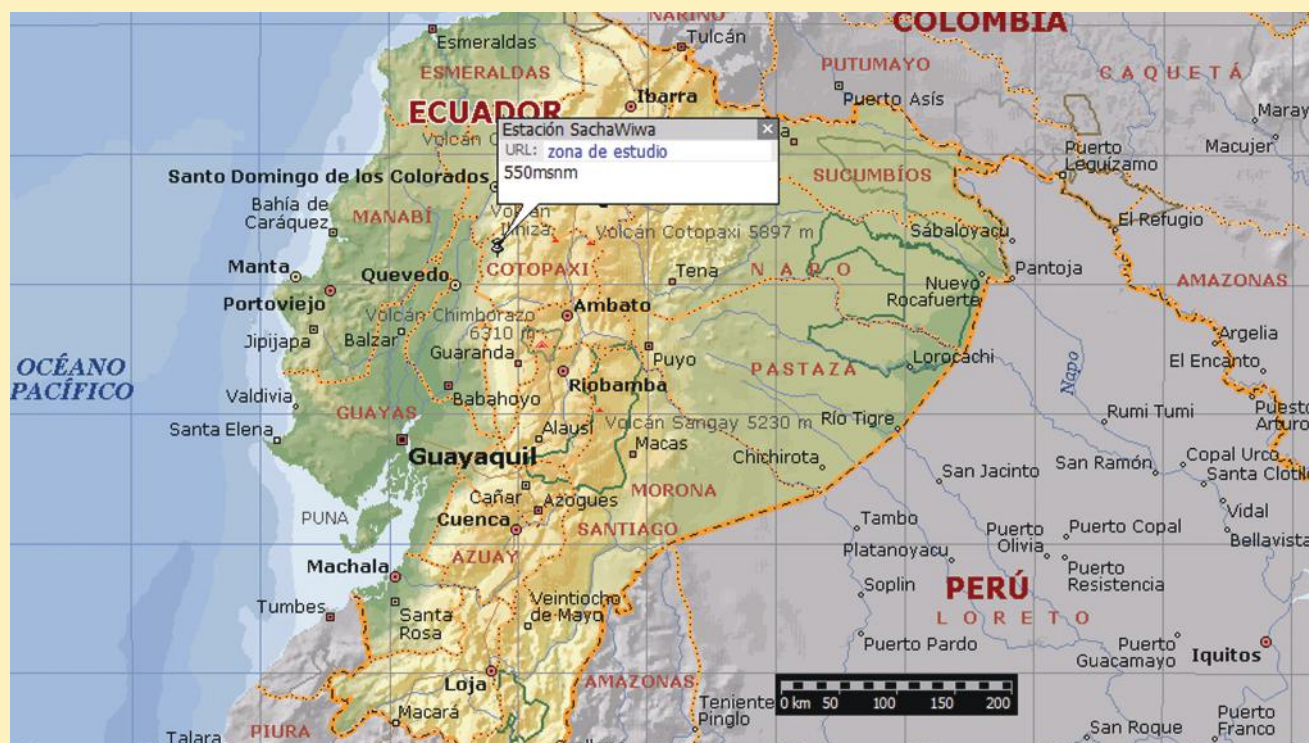 NARIÑO
COLOMBIA
Esmeraldas
Tulcán
ESMERALDAS
PUTUMAYO
CAQUETÁ
Ibarra
Puerto Asís
ECUADOR
Estación SachaWiwa
URL: zona de estudio
550msnm
Volcán
Macujer
Puerto
Leguízamo
Santo Domingo de los Colorados
SUCUMBÍOS
Bahía de
Caráquez
MANABÍ
Volcán
Iliniza
Volcán Cotopaxi 5897 m
El Refugio
Sábaloyacu
Manta
Quevedo
COTOPAXI
Tena
NAPO
Nuevo
Rocafuerte
Pantoja
AMAZONAS
Portoviejo
Ambato
Volcán Chimborazo
6310 m
Jipijapa
Balzar
Guaranda
Puyo
Argelia
El Encanto
OCÉANO
PACÍFICO
Riobamba
PASTAZA
Lorocachi
Napo
Valdivia
GUAYAS
Babahoyo
Rumi Tumi
Puesto
Arturo
Santa Elena
Alausí
Volcán Sangay 5230 m
Río Tigre
Guayaquil
Macas
Chichirota
San Jacinto
San Ramón
Copal Urco
Cañar
Azogues
MORONA
SANTIAGO
PUNA
Cuenca
Tambo
Puerto
Olivia
Puerto Copal
Vidal
Bellavista
AZUAY
Platanoyacu
Machala
Soplin
PERÚ
Puerto
Resistencia
Tumbes
Santa
Rosa
Veintiocho
de Mayo
LORETO
Puerto Pardo
Puerto
Guacamayo
Iquitos
Loja
AMAZONAS
0 km 50 100 150 200
Macará
Teniente
Pinglo
Puerto
Franco
PIURA
Talara
San Roque